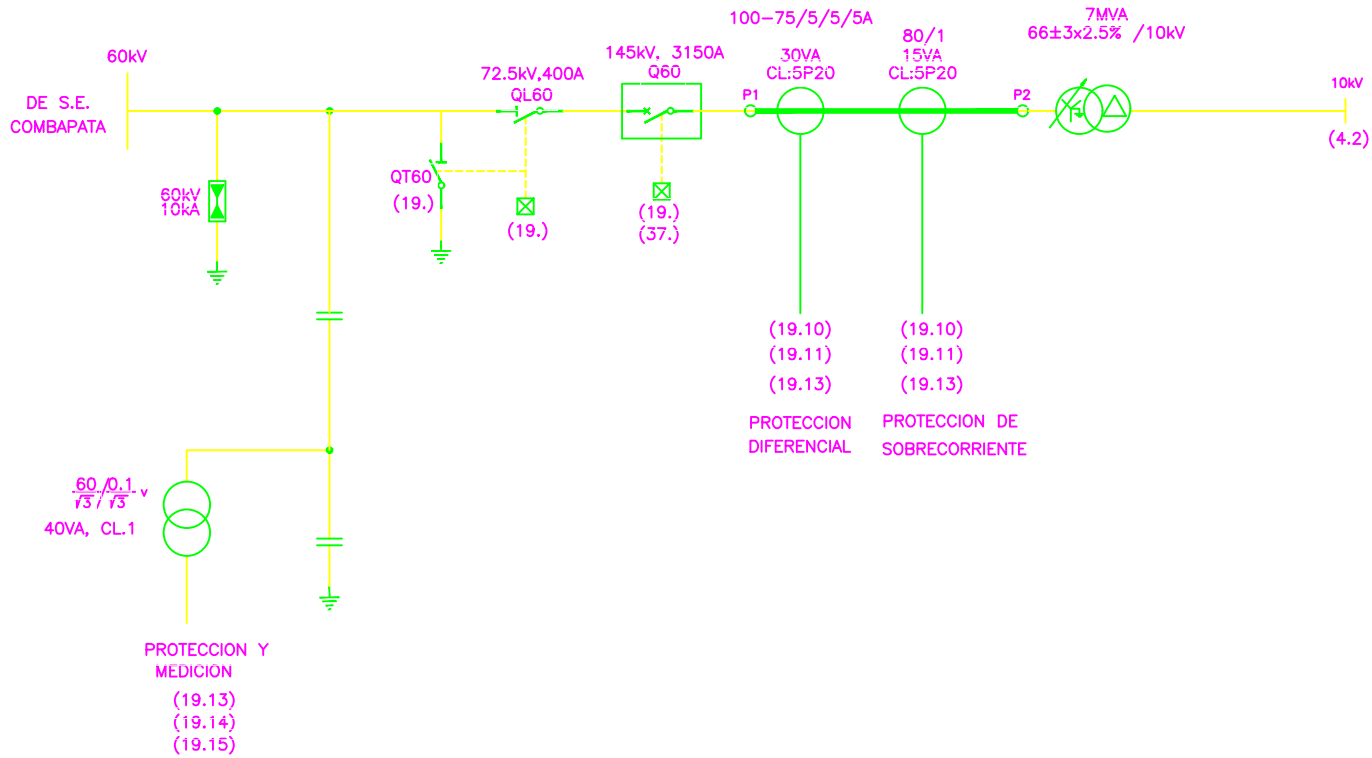 60kV
DE S.E.
COMBAPATA
60kV
10kA
QT60
(19.)
72.5kV,400A
QL60
(19.)
145kV, 3150A
Q60
(19.)
(37.)
100-75/5/5/5A
30VA
CL:5P20
80/1
15VA
CL:5P20
P1
P2
7MVA
66±3x2.5% /10kV
10kV
(4.2)
(19.10)
(19.11)
(19.13)
PROTECCION
DIFERENCIAL
(19.10)
(19.11)
(19.13)
PROTECCION DE
SOBRECORRIENTE
60/0.1
√3/√3 v
40VA, CL.1
PROTECCION Y
MEDICION
(19.13)
(19.14)
(19.15)